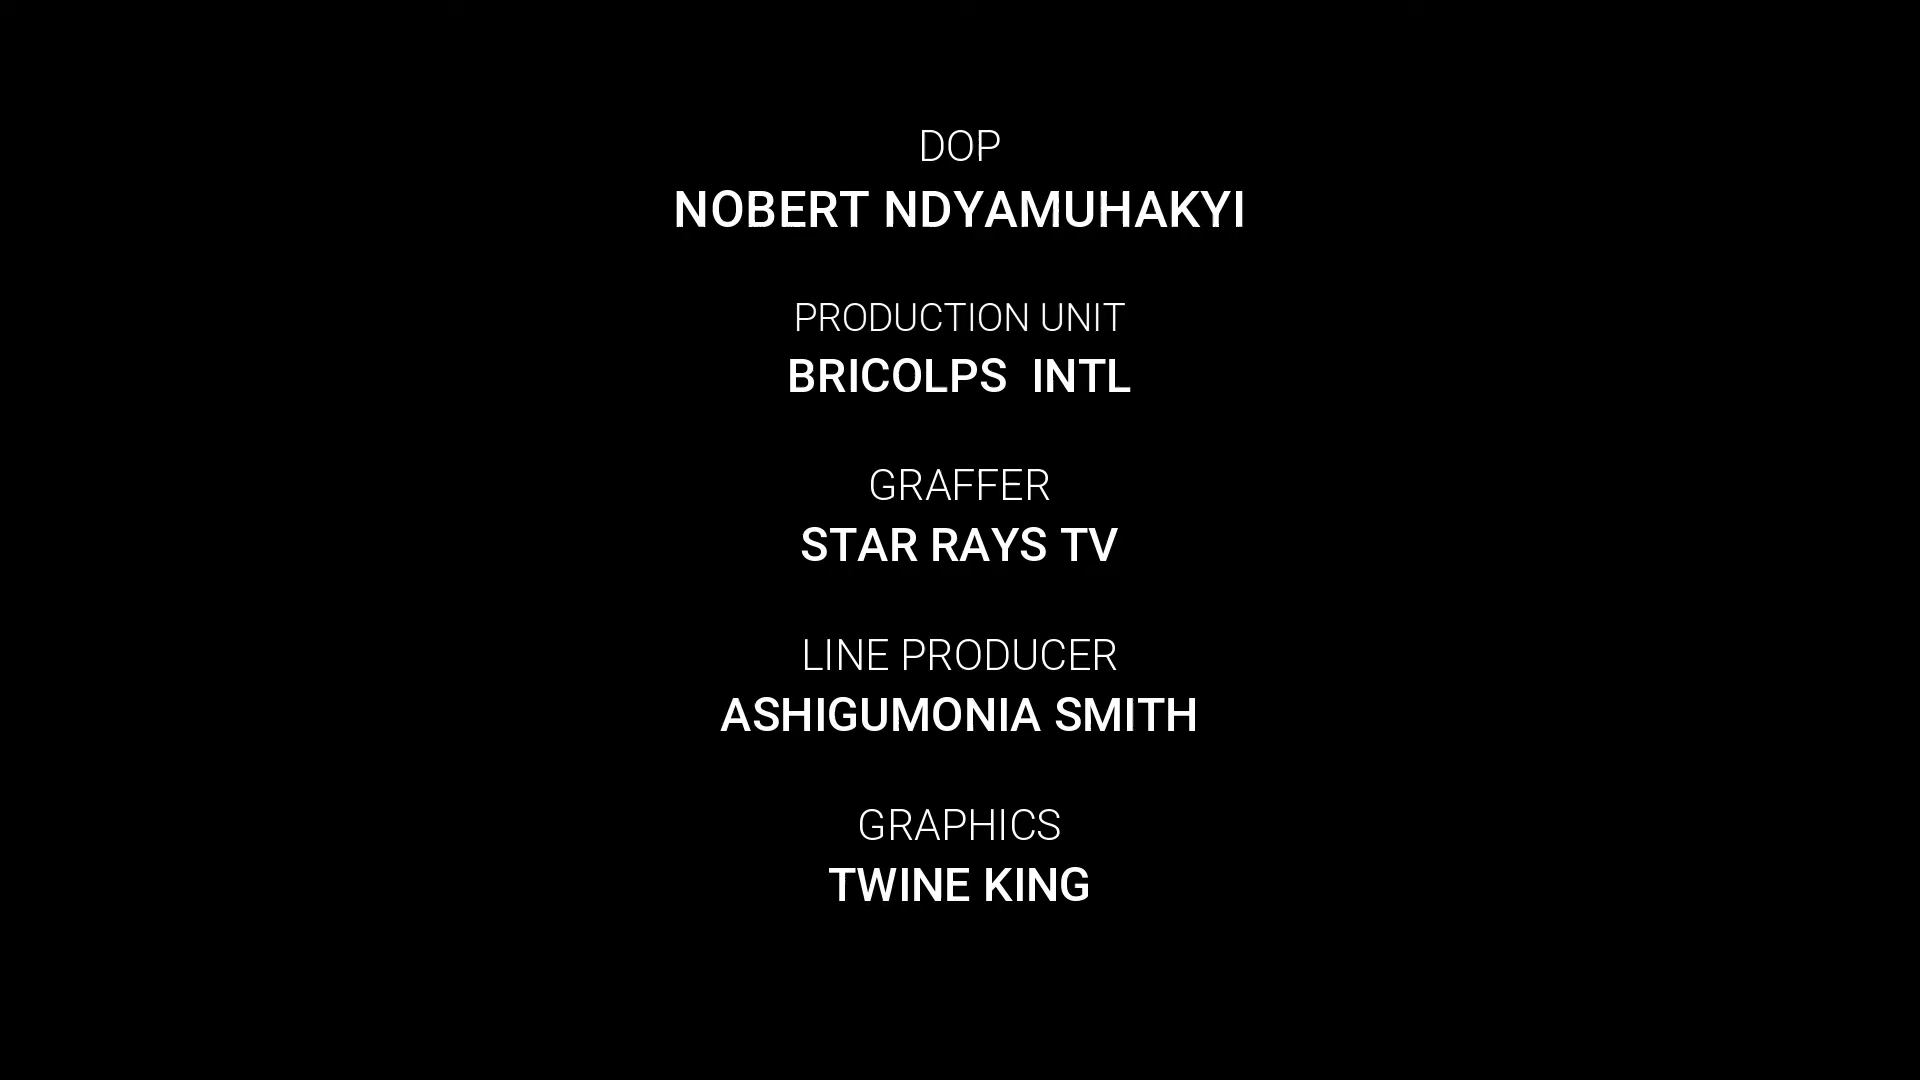 DOP
NOBERT NDYAMUHAKYI
PRODUCTION UNIT
BRICOLPS  INTL
GRAFFER
STAR RAYS TV
LINE PRODUCER
ASHIGUMONIA SMITH
GRAPHICS
TWINE KING